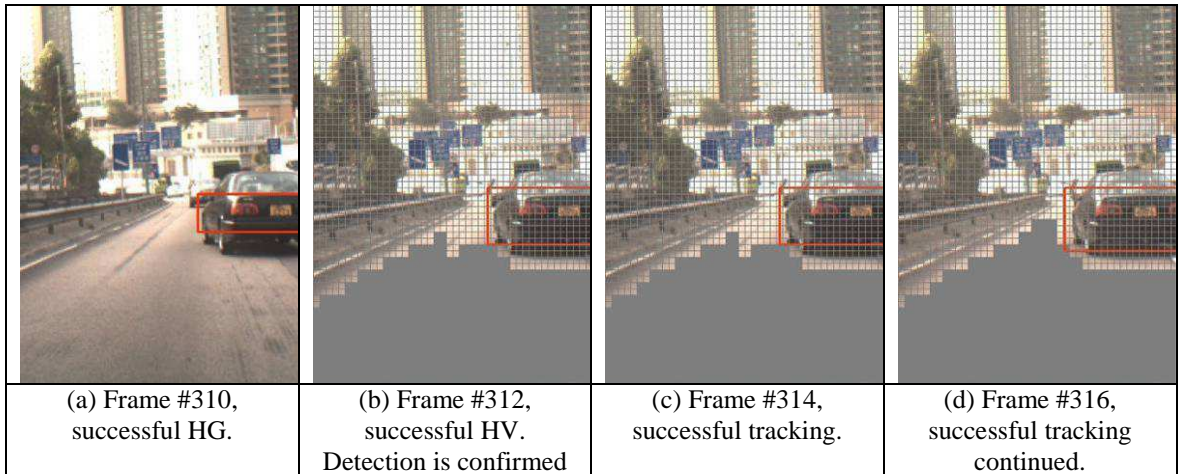 (a) Frame #310,
successful HG.
(b) Frame #312,
successful HV.
Detection is confirmed
(c) Frame #314,
successful tracking.
(d) Frame #316,
successful tracking
continued.